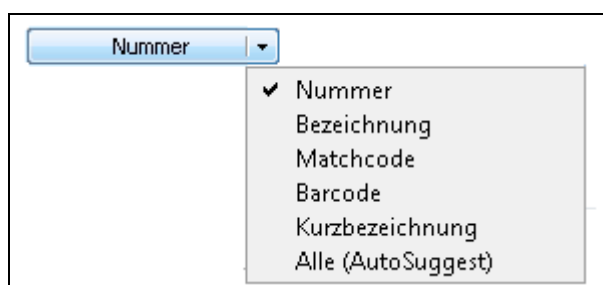 Nummer
Nummer
Bezeichnung
Matchcode
Barcode
Kurzbezeichnung
Alle (AutoSuggest)